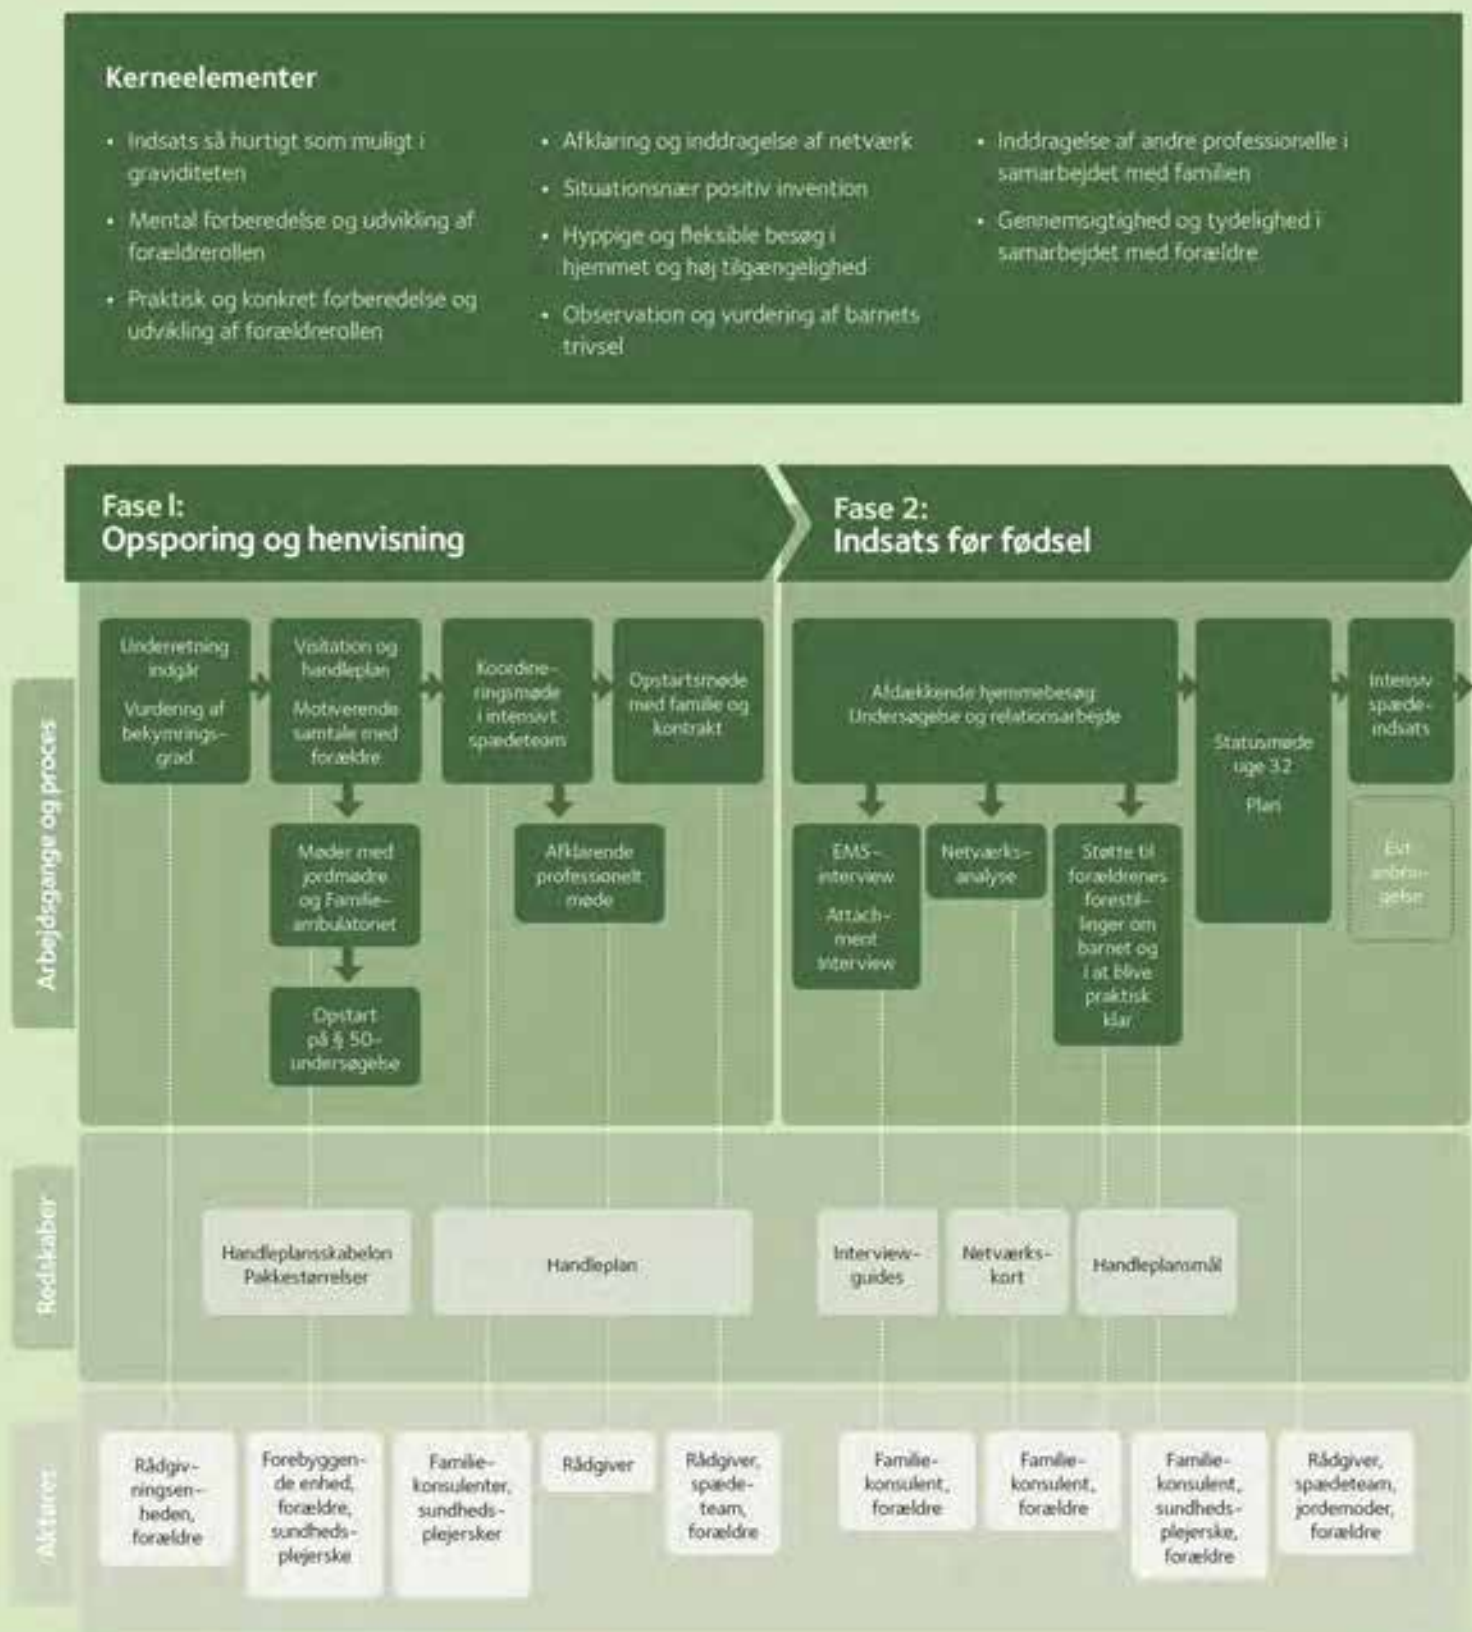 Kerneelementer
• Indsats så hurtigt som muligt i
graviditeten
• Mental forberedelse og udvikling af
forældrerollen
• Praktisk og konkret forberedelse og
udvikling af forældrerollen
• Afklaring og inddragelse af netværk
• Situationsnær positiv invention
• Hyppige og fleksible besøg i
hjemmet og høj tilgængelighed
• Observation og vurdering af barnets
trivsel
• Inddragelse af andre professionelle i
samarbejdet med familien
• Gennemsigtighed og tydelighed i
samarbejdet med forældre
Fase 1:
Opsporing og henvisning
Fase 2:
Indsats før fødsel
Arbejdsgange og proces
Underretning
indgår
Vurdering af
bekymrings-
grad
Visitation og
handleplan
Motiverende
samtale med
forældre
Koordine-
ringsmøde
i intensivt
spædeteam
Opstartsmøde
med familie og
kontrakt
Møder med
jordmødre
og Familie-
ambulatoriet
Afklarende
professionelt
møde
Opstart
på § 50-
undersøgelse
Afdækkende hjemmebesøg:
Undersøgelse og relationsarbejde
Statusmøde
uge 32
Plan
Intensiv
spæde-
indsats
EMS-
interview
Attach-
ment
Interview
Netværks-
analyse
Støtte til
forældrenes
forestil-
linger om
barnet og
i at blive
praktisk
klar
Evt.
anbrin-
gelse
Redskaber
Handleplansskabelon
Pakkestørrelser
Handleplan
Interview-
guides
Netværks-
kort
Handleplansmål
Aktører
Rådgiv-
ningsen-
heden,
forældre
Forebyggen-
de enhed,
forældre,
sundheds-
plejerske
Familie-
konsulenter,
sundheds-
plejersker
Rådgiver
Rådgiver,
spæde-
team,
forældre
Familie-
konsulent,
forældre
Familie-
konsulent,
forældre
Familie-
konsulent,
sundheds-
plejerske,
forældre
Rådgiver,
spædeteam,
jordemoder,
forældre